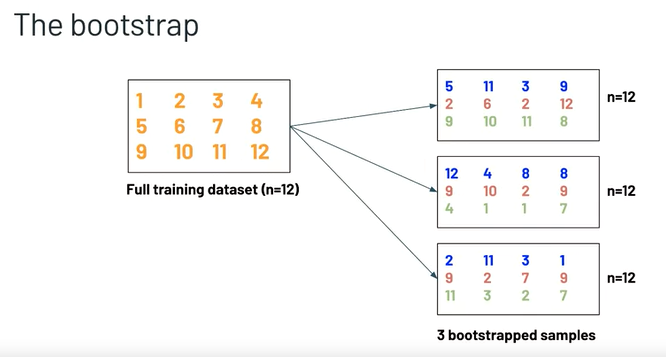 The bootstrap
1 2 3 4
5 6 7 8
9 10 11 12
Full training dataset (n=12)
5 11 3 9
2 6 2 12
9 10 11 8
n=12
12 4 8 8
9 10 2 9
4 1 1 7
n=12
2 11 3 1
9 2 7 9
11 3 2 7
n=12
3 bootstrapped samples